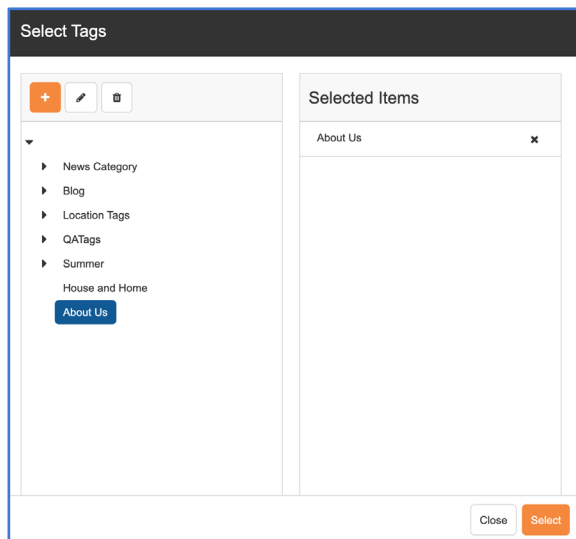 Select Tags
Selected Items
About Us
News Category
Blog
Location Tags
QATags
Summer
House and Home
About Us
Close
Select